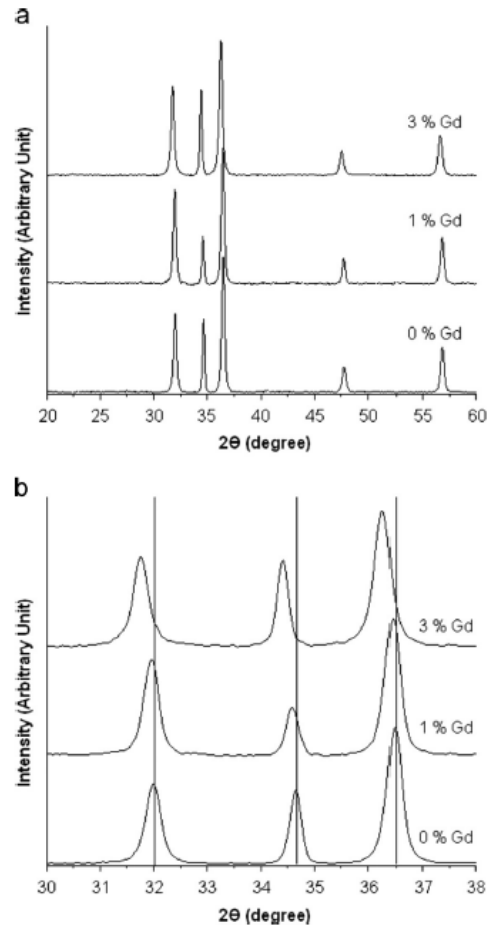 a
Intensity (Arbitrary Unit)
3 % Gd
1 % Gd
0 % Gd
20 25 30 35 40 45 50 55 60
2Θ (degree)
b
Intensity (Arbitrary Unit)
3 % Gd
1 % Gd
0 % Gd
30 31 32 33 34 35 36 37 38
2Θ (degree)